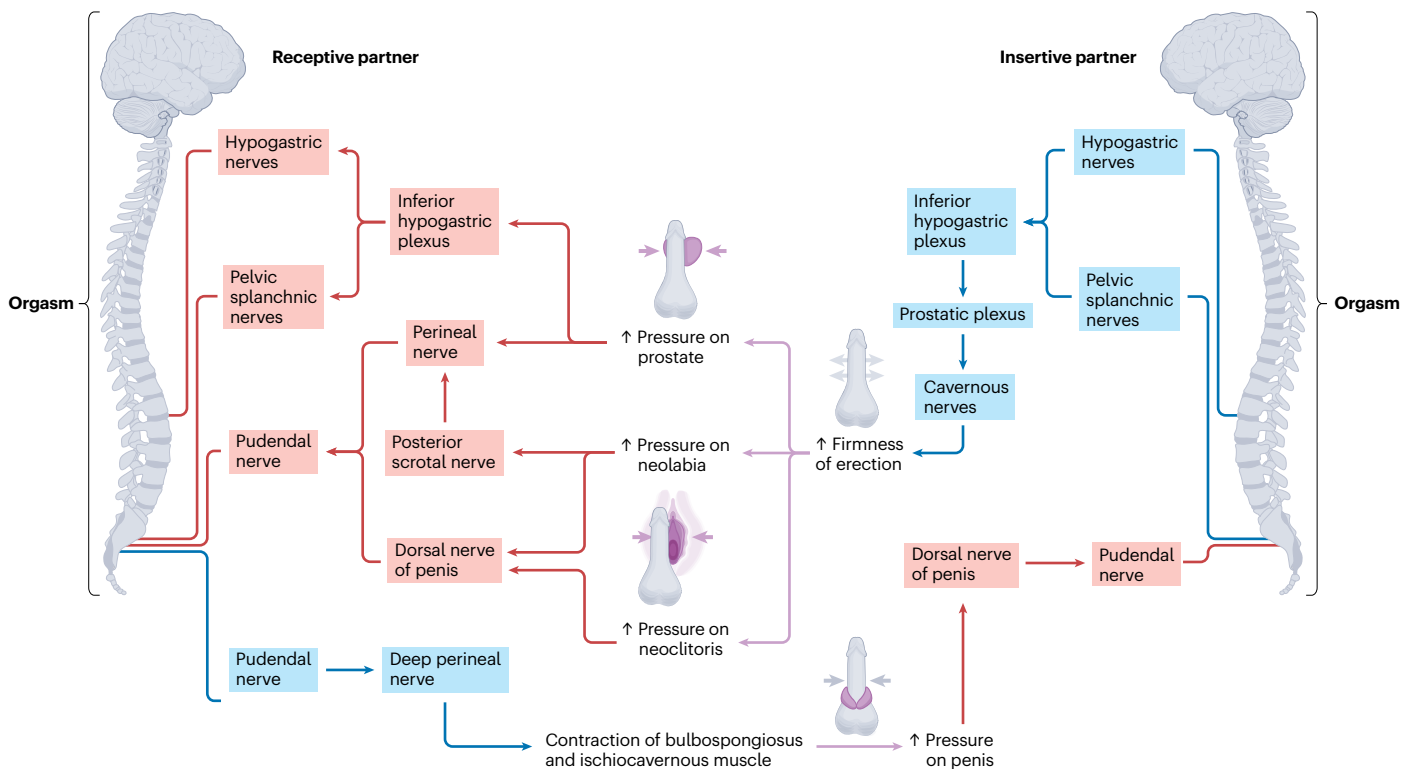 Receptive partner
Insertive partner
Orgasm
Hypogastric
nerves
Inferior
hypogastric
plexus
Pelvic
splanchnic
nerves
Perineal
nerve
Pudendal
nerve
Posterior
scrotal nerve
Dorsal nerve
of penis
↑ Pressure on
prostate
↑ Pressure on
neolabia
↑ Pressure on
neoclitoris
↑ Firmness
of erection
Inferior
hypogastric
plexus
Hypogastric
nerves
Prostatic plexus
Pelvic
splanchnic
nerves
Cavernous
nerves
Orgasm
Dorsal nerve
of penis
Pudendal
nerve
Pudendal
nerve
Deep perineal
nerve
Contraction of bulbospongiosus
and ischiocavernous muscle
↑ Pressure
on penis